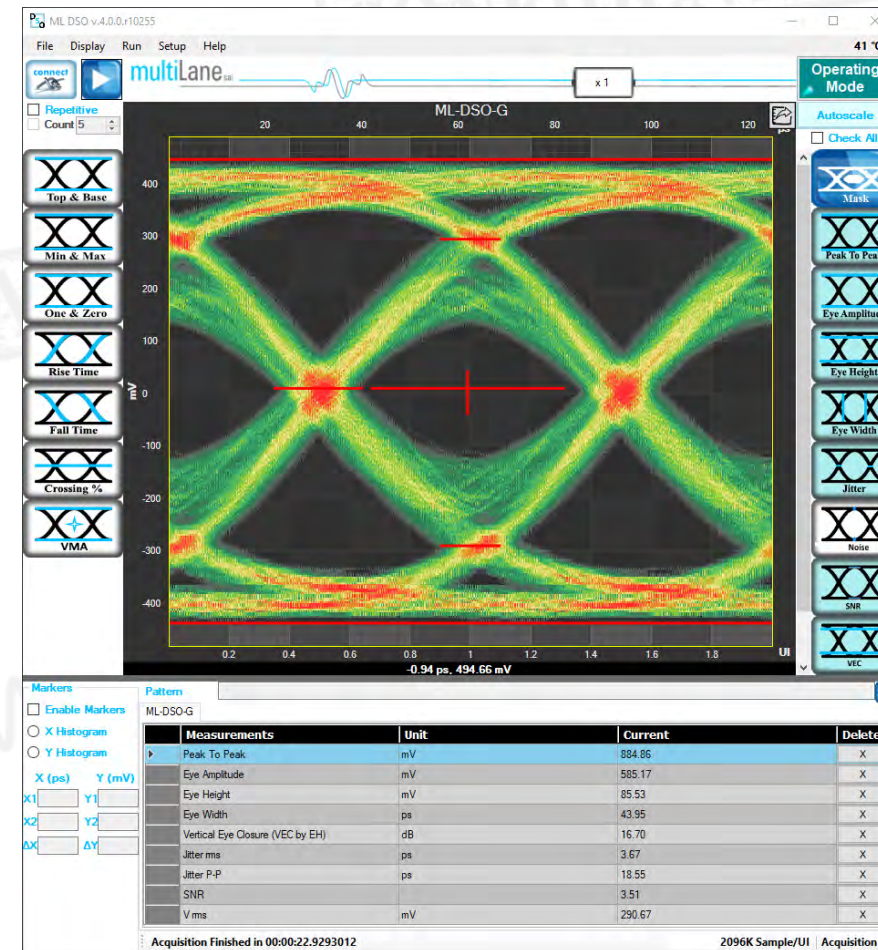 ML DSO v.4.0.0.r10255
File Display Run Setup Help
41 °C
connect
multiLane sal
x 1
Operating Mode
Repetitive
Count 5
ML-DSO-G
Autoscale
20 40 60 80 100 120 ps
Check All
Top & Base
Min & Max
One & Zero
Rise Time
Fall Time
Crossing %
VMA
400
300
200
100
0
-100
-200
-300
-400
mV
0.2 0.4 0.6 0.8 1 1.2 1.4 1.6 1.8 UI
-0.94 ps, 494.66 mV
Mask
Peak To Pea
Eye Amplitud
Eye Height
Eye Width
Jitter
Noise
SNR
VEC
Markers
Enable Markers
X Histogram
Y Histogram
X (ps) Y (mV)
X1 Y1
X2 Y2
ΔX ΔY
Pattern
ML-DSO-G
Measurements Unit Current Delete
Peak To Peak mV 884.86 X
Eye Amplitude mV 585.17 X
Eye Height mV 85.53 X
Eye Width ps 43.95 X
Vertical Eye Closure (VEC by EH) dB 16.70 X
Jitter rms ps 3.67 X
Jitter P-P ps 18.55 X
SNR 3.51 X
V rms mV 290.67 X
Acquisition Finished in 00:00:22.9293012
2096K Sample/UI Acquisition